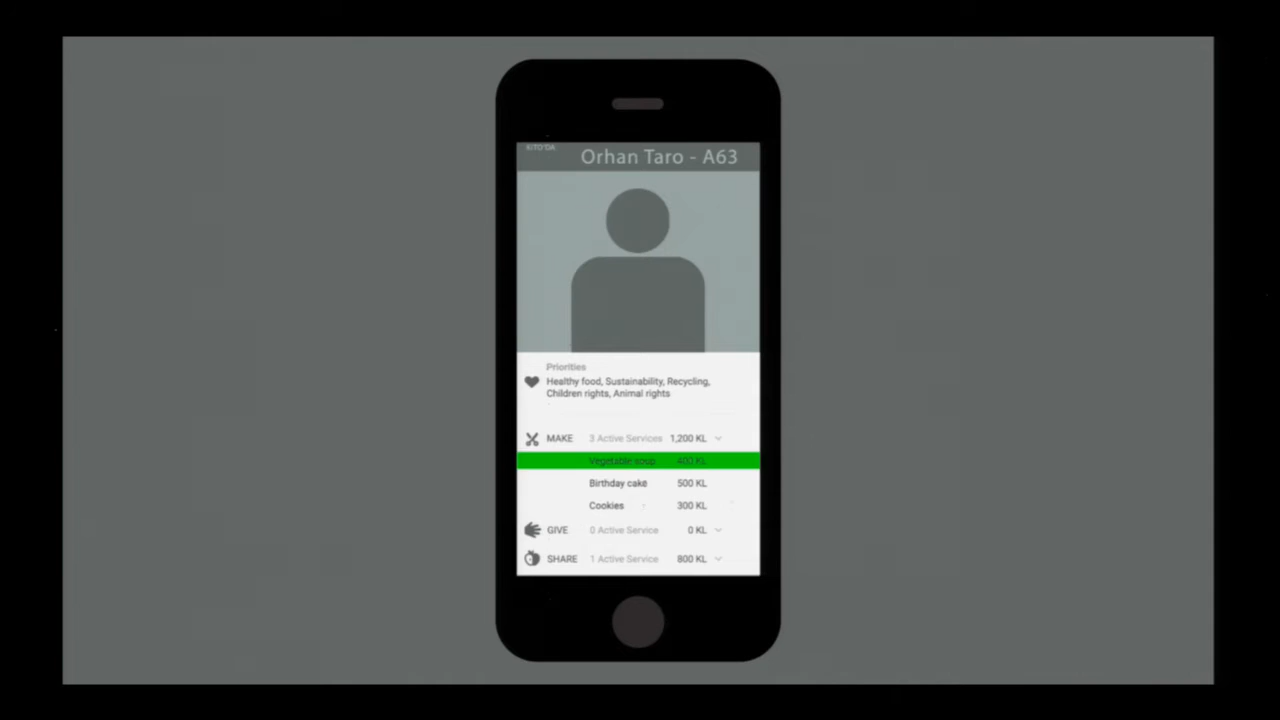 KITO'DA
Orhan Taro - A63
Priorities
Healthy food, Sustainability, Recycling,
Children rights, Animal rights
MAKE 3 Active Services 1,200 KL
Vegetable soup 400 KL
Birthday cake 500 KL
Cookies 300 KL
GIVE 0 Active Service 0 KL
SHARE 1 Active Service 800 KL